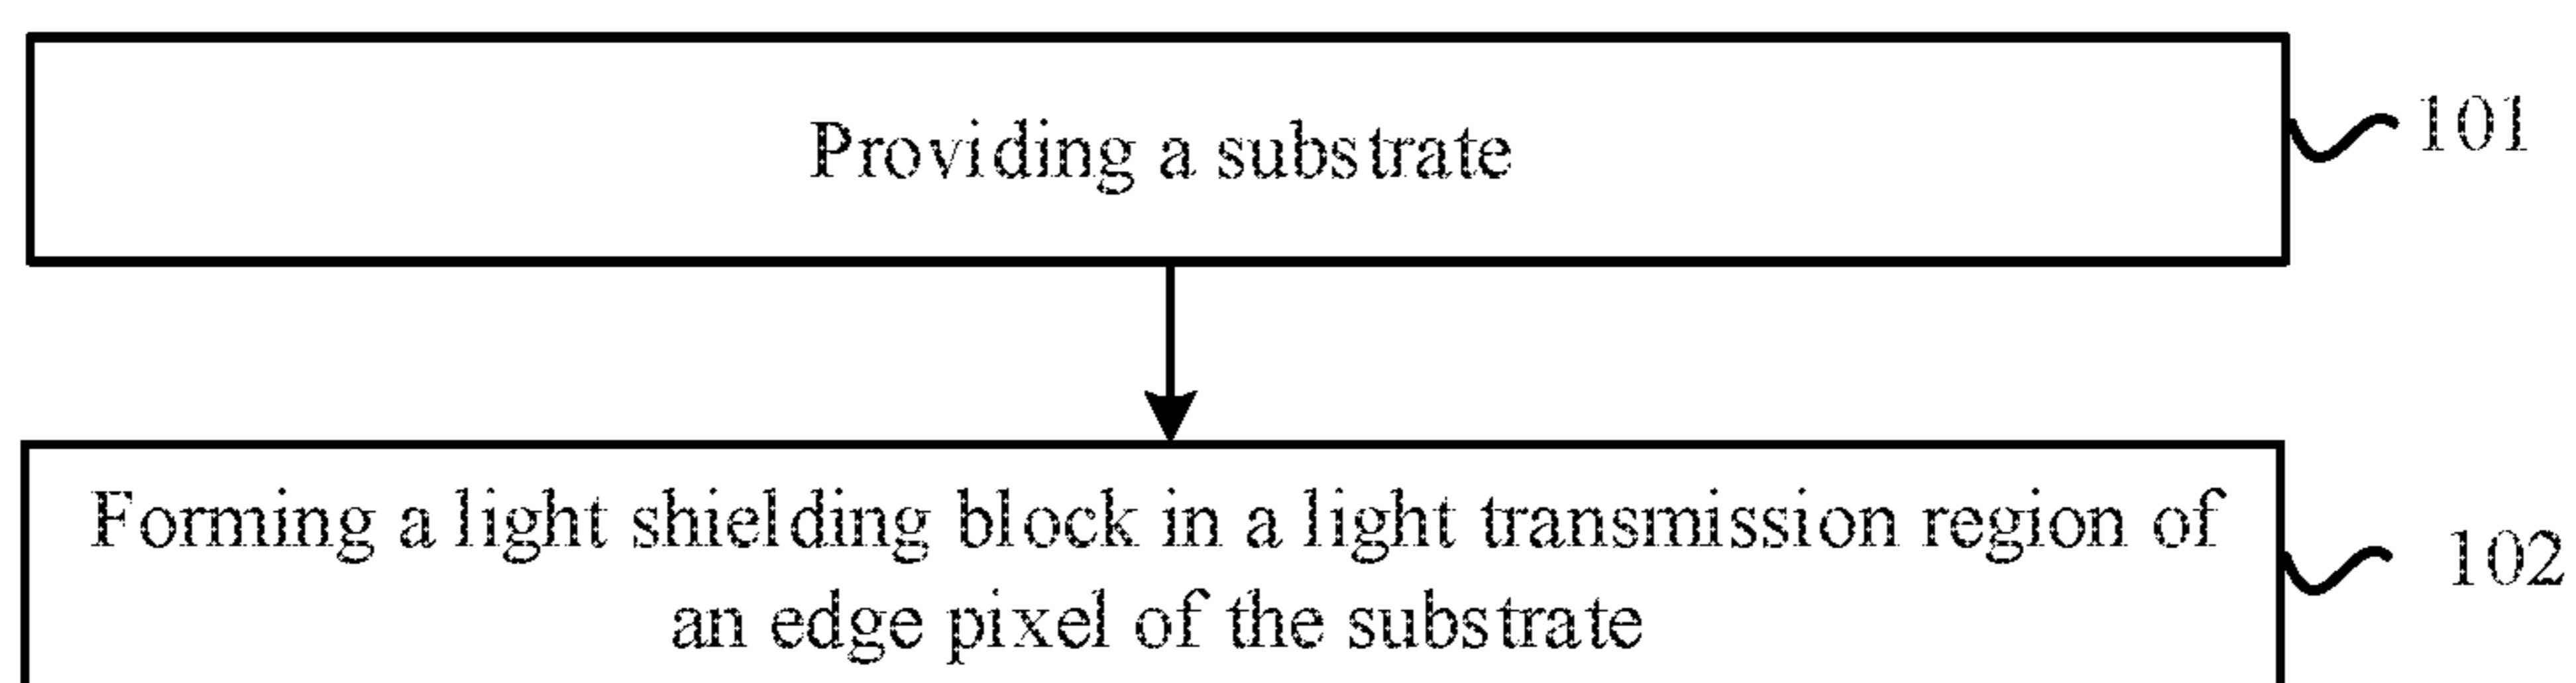 Providing a substrate
101
Forming a light shielding block in a light transmission region of
an edge pixel of the substrate
102